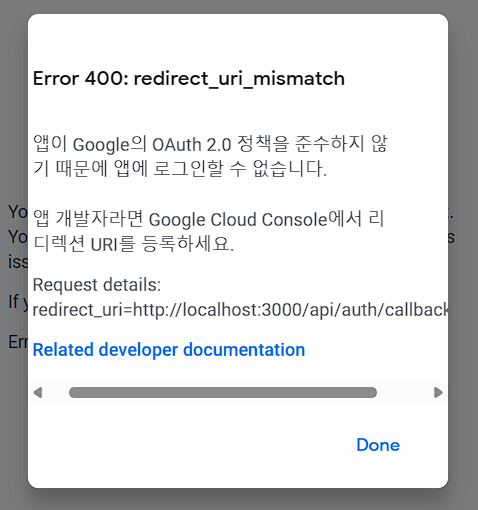 Error 400: redirect_uri_mismatch
앱이 Google의 OAuth 2.0 정책을 준수하지 않
기 때문에 앱에 로그인할 수 없습니다.
앱 개발자라면 Google Cloud Console에서 리
디렉션 URI를 등록하세요.
Request details:
redirect_uri=http://localhost:3000/api/auth/callback
Related developer documentation
Done
If